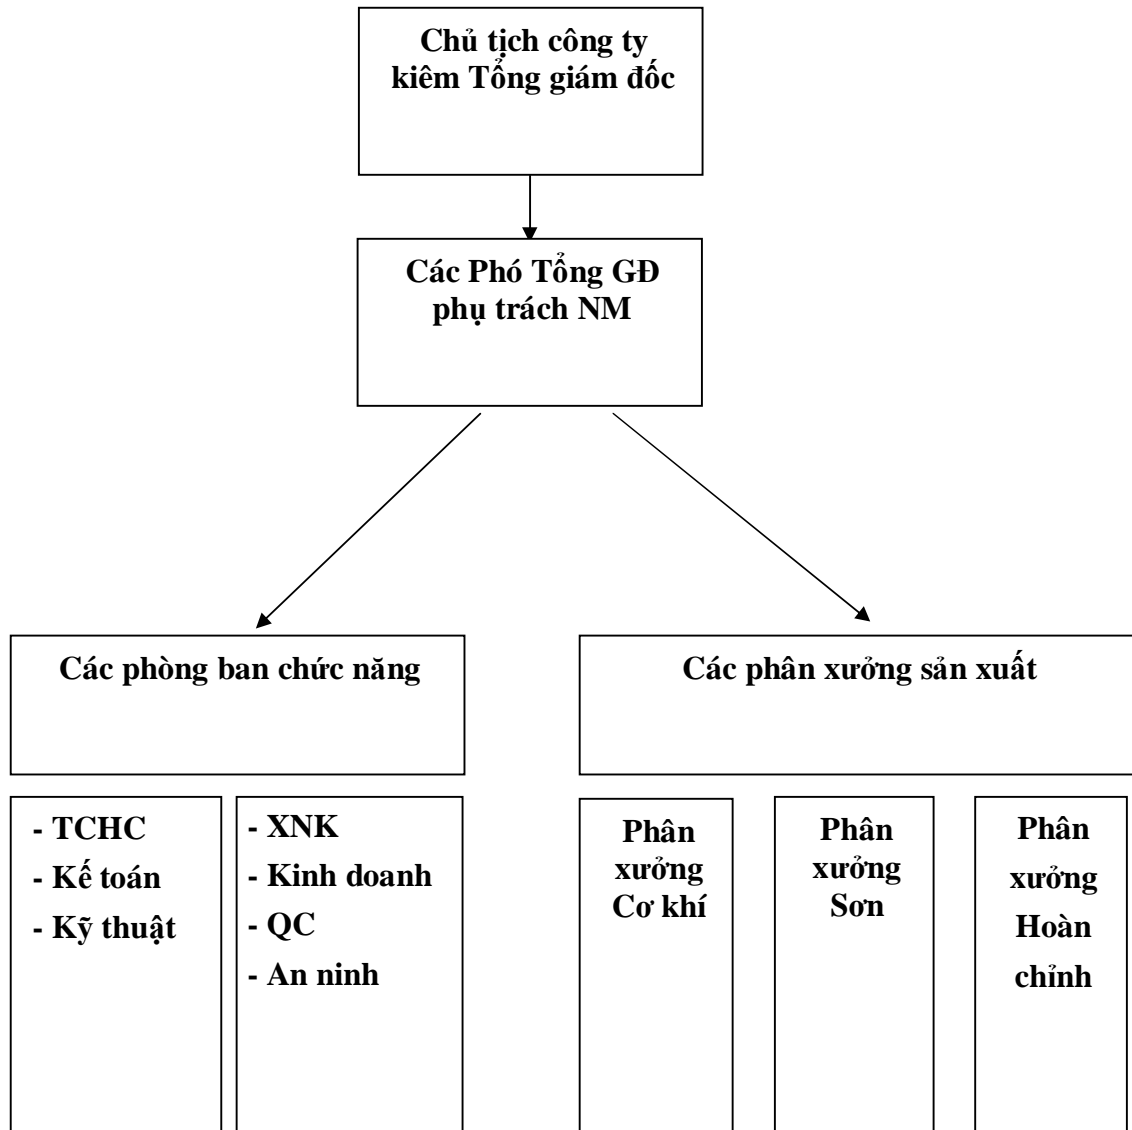 Chủ tịch công ty
kiêm Tổng giám đốc
Các Phó Tổng GĐ
phụ trách NM
Các phòng ban chức năng
Các phân xưởng sản xuất
- TCHC
- Kế toán
- Kỹ thuật
- XNK
- Kinh doanh
- QC
- An ninh
Phân
xưởng
Cơ khí
Phân
xưởng
Sơn
Phân
xưởng
Hoàn
chỉnh